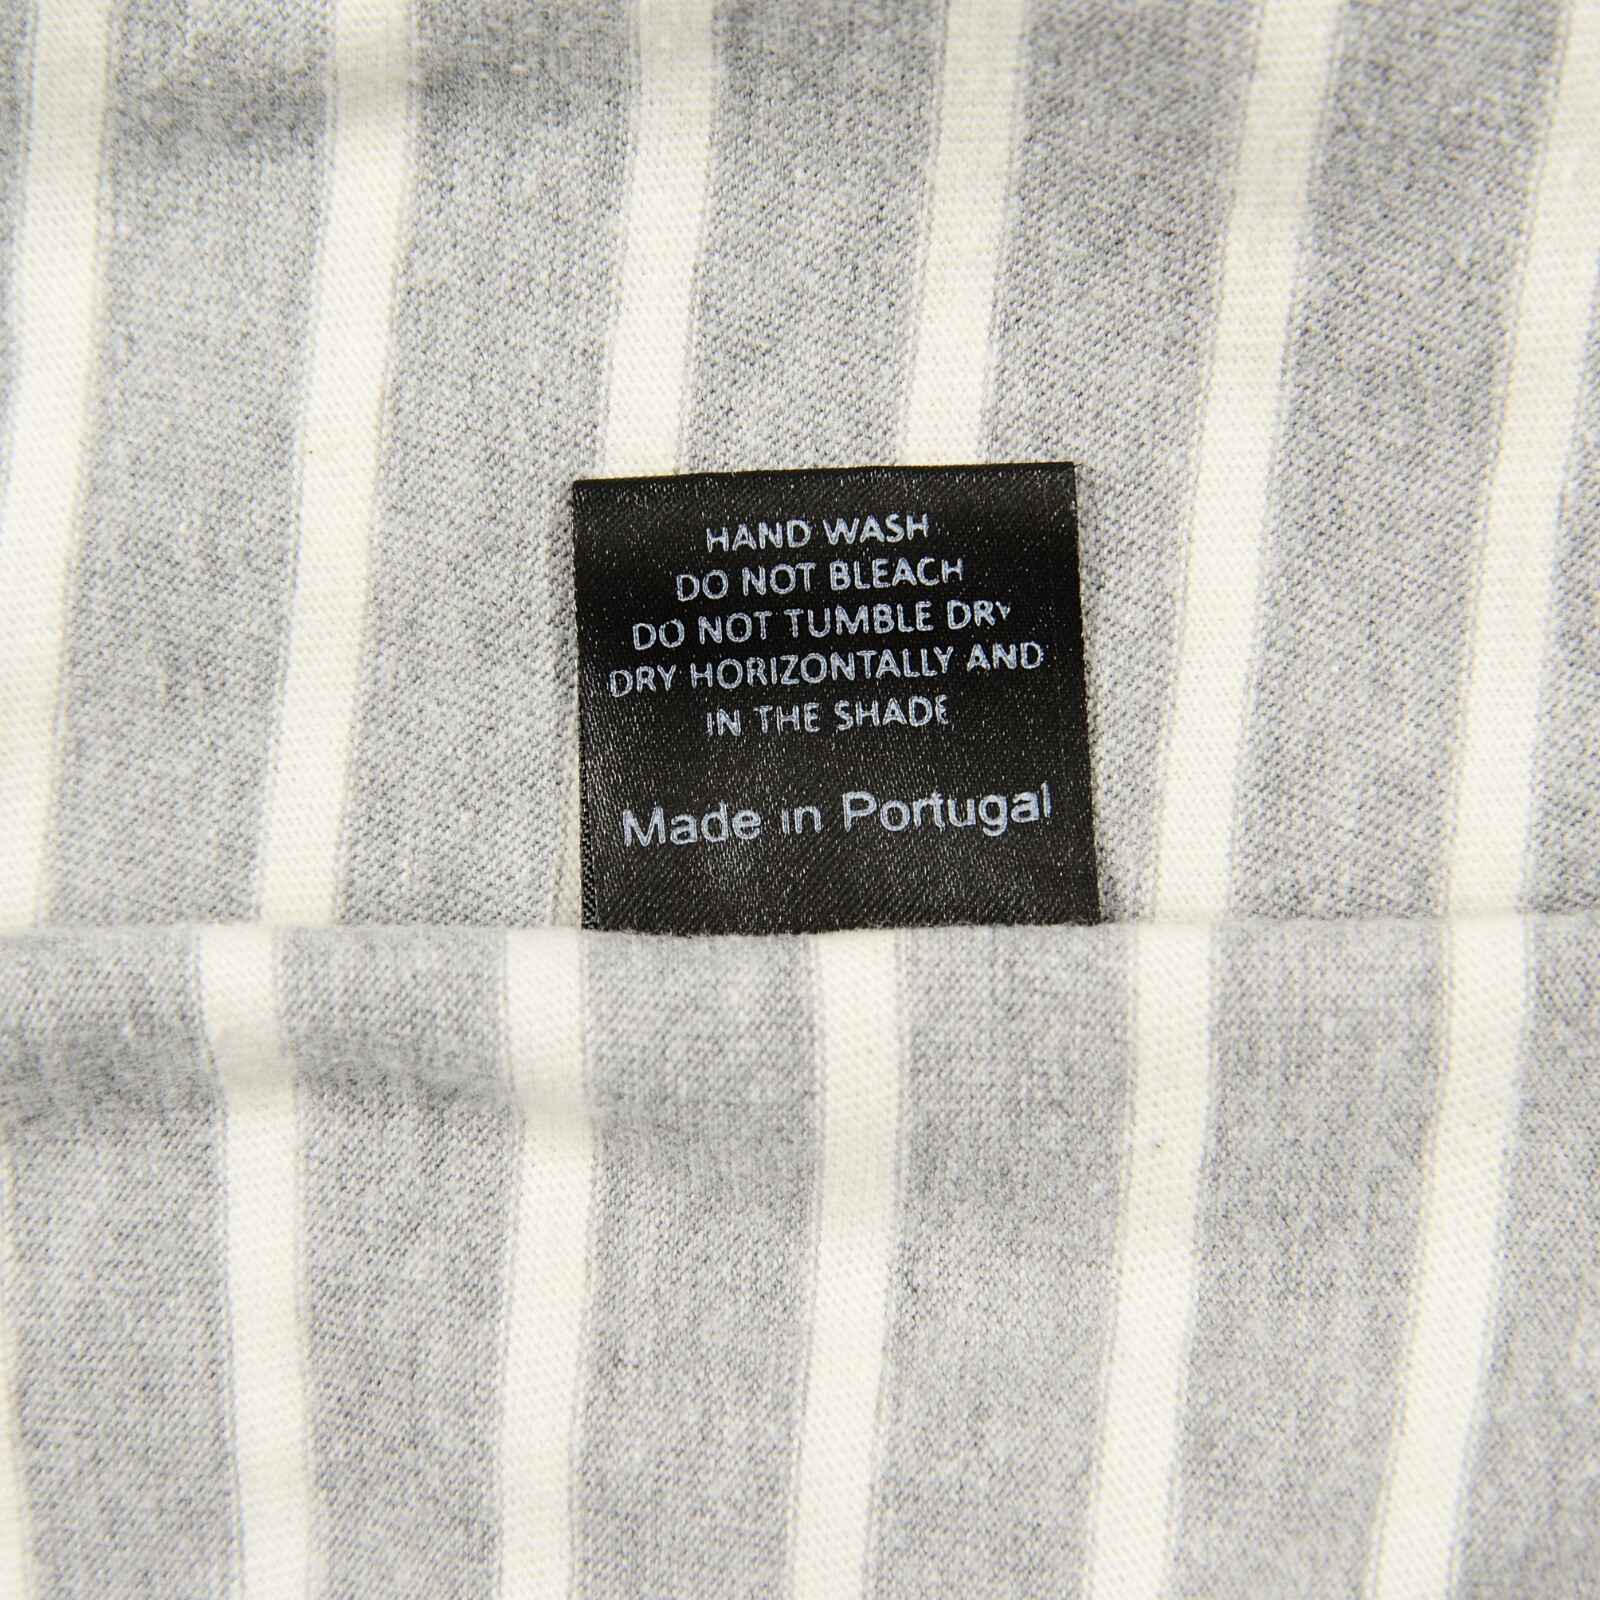 HAND WASH
DO NOT BLEACH
DO NOT TUMBLE DRY
DRY HORIZONTALLY AND
IN THE SHADE
Made in Portugal